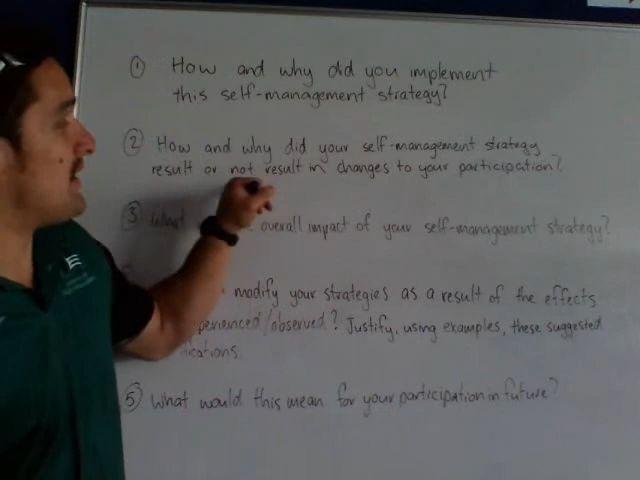 ① How and why did you implement
this self-management strategy?
② How and why did your self-management strategy
result or not result in changes to your participation?
③ What overall impact of your self-management strategy?
modify your strategies as a result of the effects
perienced/observed? Justify, using examples, these suggested
ications.
⑤ What would this mean for your participation in future?